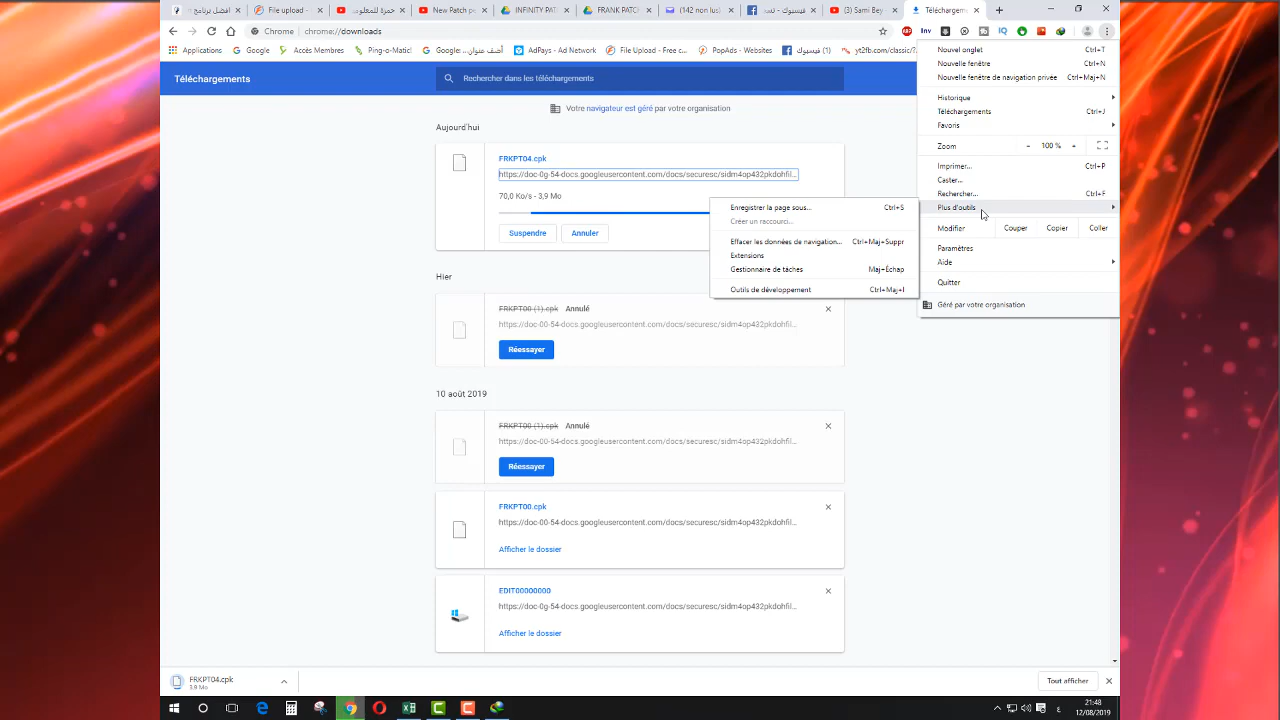 افضل برنامج -
File upload -
حمرة للمعلوم..
New Patch p
INFINITY PAT
FRANK PATCH
(142 non lus)
فيسبوك - f
(3) Sami Bey
Téléchargem
Chrome | chrome://downloads
Applications
G
Google
Accès Membres
Ping-o-Matic
AdPays - Ad Network
File Upload - Free c...
PopAds - Websites
(1) فيسبوك
yt2fb.com/classic/?...
Téléchargements
Rechercher dans les téléchargements
Votre navigateur est géré par votre organisation
Aujourd'hui
FRKPT04.cpk
https://doc-0g-54-docs.googleusercontent.com/docs/securesc/sidm4op432pkdohfil...
70,0 Ko/s - 3,9 Mo
Suspendre
Annuler
Hier
FRKPT00 (1).cpk Annulé
https://doc-00-54-docs.googleusercontent.com/docs/securesc/sidm4op432pkdohfil...
Réessayer
10 août 2019
FRKPT00 (1).cpk Annulé
https://doc-00-54-docs.googleusercontent.com/docs/securesc/sidm4op432pkdohfil...
Réessayer
FRKPT00.cpk
https://doc-00-54-docs.googleusercontent.com/docs/securesc/sidm4op432pkdohfil...
Afficher le dossier
EDIT00000000
https://doc-0g-54-docs.googleusercontent.com/docs/securesc/sidm4op432pkdohfil...
Afficher le dossier
Nouvel onglet Ctrl+T
Nouvelle fenêtre Ctrl+N
Nouvelle fenêtre de navigation privée Ctrl+Maj+N
Historique
Téléchargements Ctrl+J
Favoris
Zoom - 100 % +
Imprimer... Ctrl+P
Caster...
Rechercher... Ctrl+F
Plus d'outils
Modifier Couper Copier Coller
Paramètres
Aide
Quitter
Géré par votre organisation
Enregistrer la page sous... Ctrl+S
Créer un raccourci...
Effacer les données de navigation... Ctrl+Maj+Suppr
Extensions
Gestionnaire de tâches Maj+Échap
Outils de développement Ctrl+Maj+I
FRKPT04.cpk
3,9 Mo
Tout afficher
21:48
12/08/2019